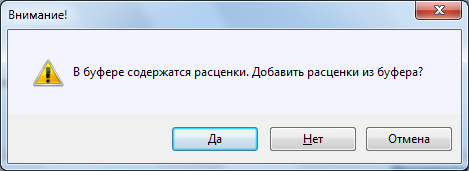 Внимание!
В буфере содержатся расценки. Добавить расценки из буфера?
Да
Нет
Отмена